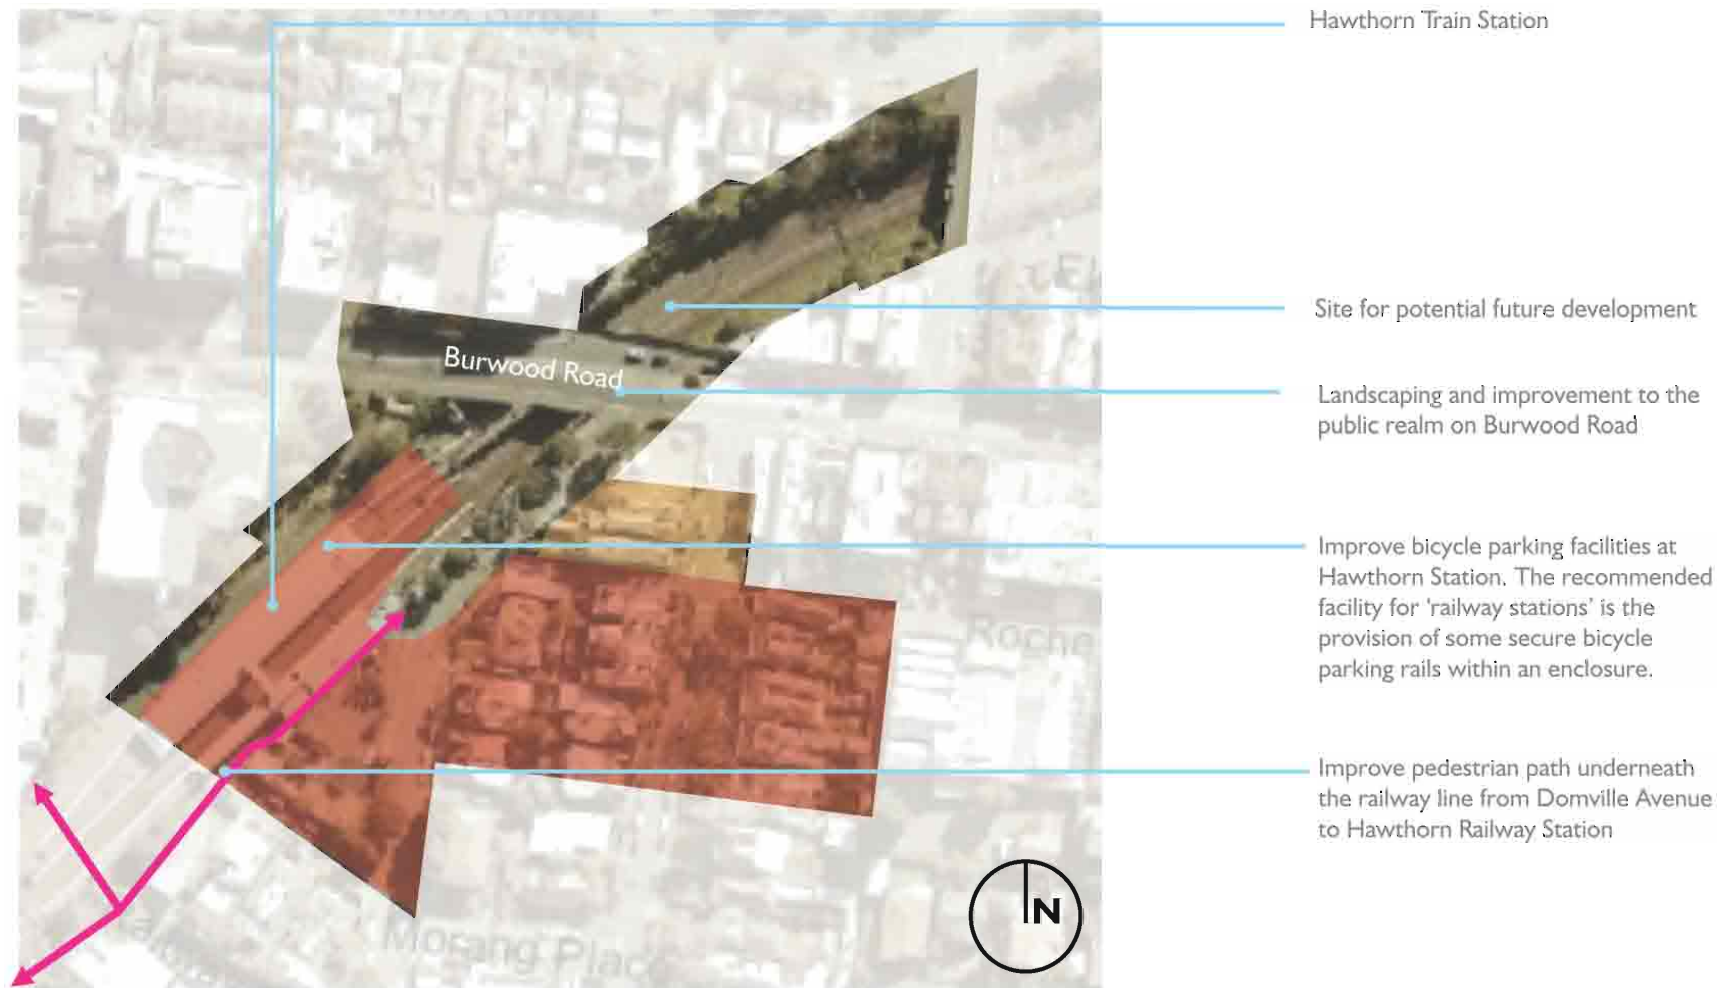 Hawthorn Train Station
Site for potential future development
Burwood Road
Landscaping and improvement to the
public realm on Burwood Road
Improve bicycle parking facilities at
Hawthorn Station. The recommended
facility for ‘railway stations’ is the
provision of some secure bicycle
parking rails within an enclosure.
Roche
Improve pedestrian path underneath
the railway line from Domville Avenue
to Hawthorn Railway Station
N
Morang Place